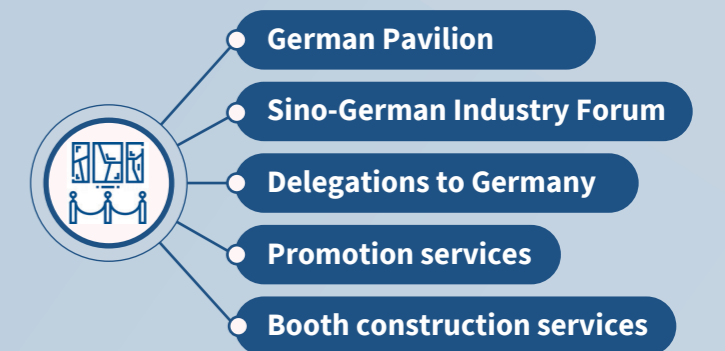 German Pavilion
Sino-German Industry Forum
Delegations to Germany
Promotion services
Booth construction services